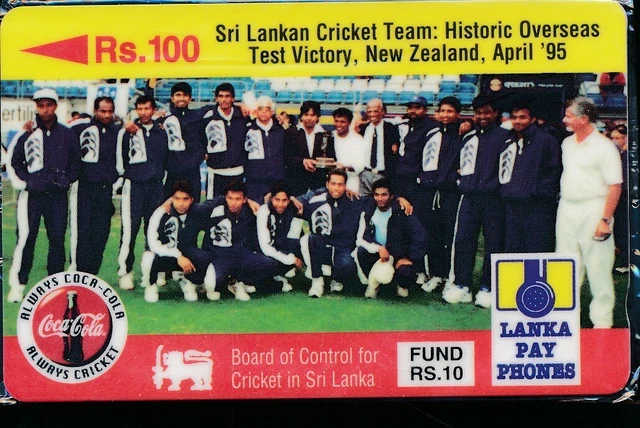 Rs.100
Sri Lankan Cricket Team: Historic Overseas
Test Victory, New Zealand, April '95
ALWAYS COCA-COLA
Coca-Cola
ALWAYS CRICKET
Board of Control for
Cricket in Sri Lanka
FUND
RS.10
LANKA
PAY
PHONES